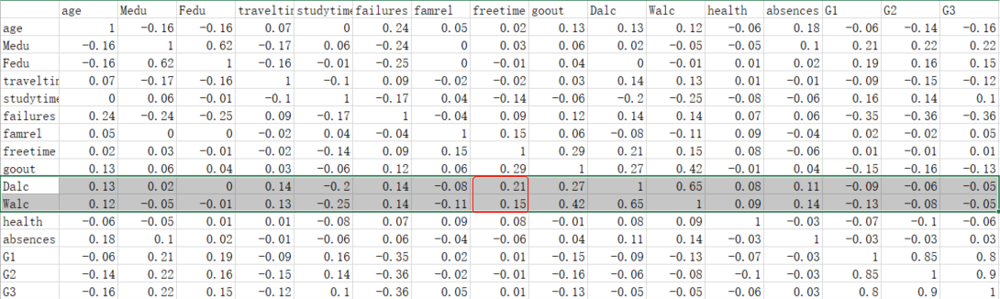 age Medu Fedu traveltin studytime failures famrel freetime goout Dalc Walc health absences G1 G2 G3
age 1 -0.16 -0.16 0.07 0 0.24 0.05 0.02 0.13 0.13 0.12 -0.06 0.18 -0.06 -0.14 -0.16
Medu -0.16 1 0.62 -0.17 0.06 -0.24 0 0.03 0.06 0.02 -0.05 -0.05 0.1 0.21 0.22 0.22
Fedu -0.16 0.62 1 -0.16 -0.01 -0.25 0 -0.01 0.04 0 -0.01 0.01 0.02 0.19 0.16 0.15
traveltin 0.07 -0.17 -0.16 1 -0.1 0.09 -0.02 -0.02 0.03 0.14 0.13 0.01 -0.01 -0.09 -0.15 -0.12
studytime 0 0.06 -0.01 -0.1 1 -0.17 0.04 -0.14 -0.06 -0.2 -0.25 -0.08 -0.06 0.16 0.14 0.1
failures 0.24 -0.24 -0.25 0.09 -0.17 1 -0.04 0.09 0.12 0.14 0.14 0.07 0.06 -0.35 -0.36 -0.36
famrel 0.05 0 0 -0.02 0.04 -0.04 1 0.15 0.06 -0.08 -0.11 0.09 -0.04 0.02 -0.02 0.05
freetime 0.02 0.03 -0.01 -0.02 -0.14 0.09 0.15 1 0.29 0.21 0.15 0.08 -0.06 0.01 -0.01 0.01
goout 0.13 0.06 0.04 0.03 -0.06 0.12 0.06 0.29 1 0.27 0.42 -0.01 0.04 -0.15 -0.16 -0.13
Dalc 0.13 0.02 0 0.14 -0.2 0.14 -0.08 0.21 0.27 1 0.65 0.08 0.11 -0.09 -0.06 -0.05
Walc 0.12 -0.05 -0.01 0.13 -0.25 0.14 -0.11 0.15 0.42 0.65 1 0.09 0.14 -0.13 -0.08 -0.05
health -0.06 -0.05 0.01 0.01 -0.08 0.07 0.09 0.08 -0.01 0.08 0.09 1 -0.03 -0.07 -0.1 -0.06
absences 0.18 0.1 0.02 -0.01 -0.06 0.06 -0.04 -0.06 0.04 0.11 0.14 -0.03 1 -0.03 -0.03 0.03
G1 -0.06 0.21 0.19 -0.09 0.16 -0.35 0.02 0.01 -0.15 -0.09 -0.13 -0.07 -0.03 1 0.85 0.8
G2 -0.14 0.22 0.16 -0.15 0.14 -0.36 -0.02 -0.01 -0.16 -0.06 -0.08 -0.1 -0.03 0.85 1 0.9
G3 -0.16 0.22 0.15 -0.12 0.1 -0.36 0.05 0.01 -0.13 -0.05 -0.05 -0.06 0.03 0.8 0.9 1